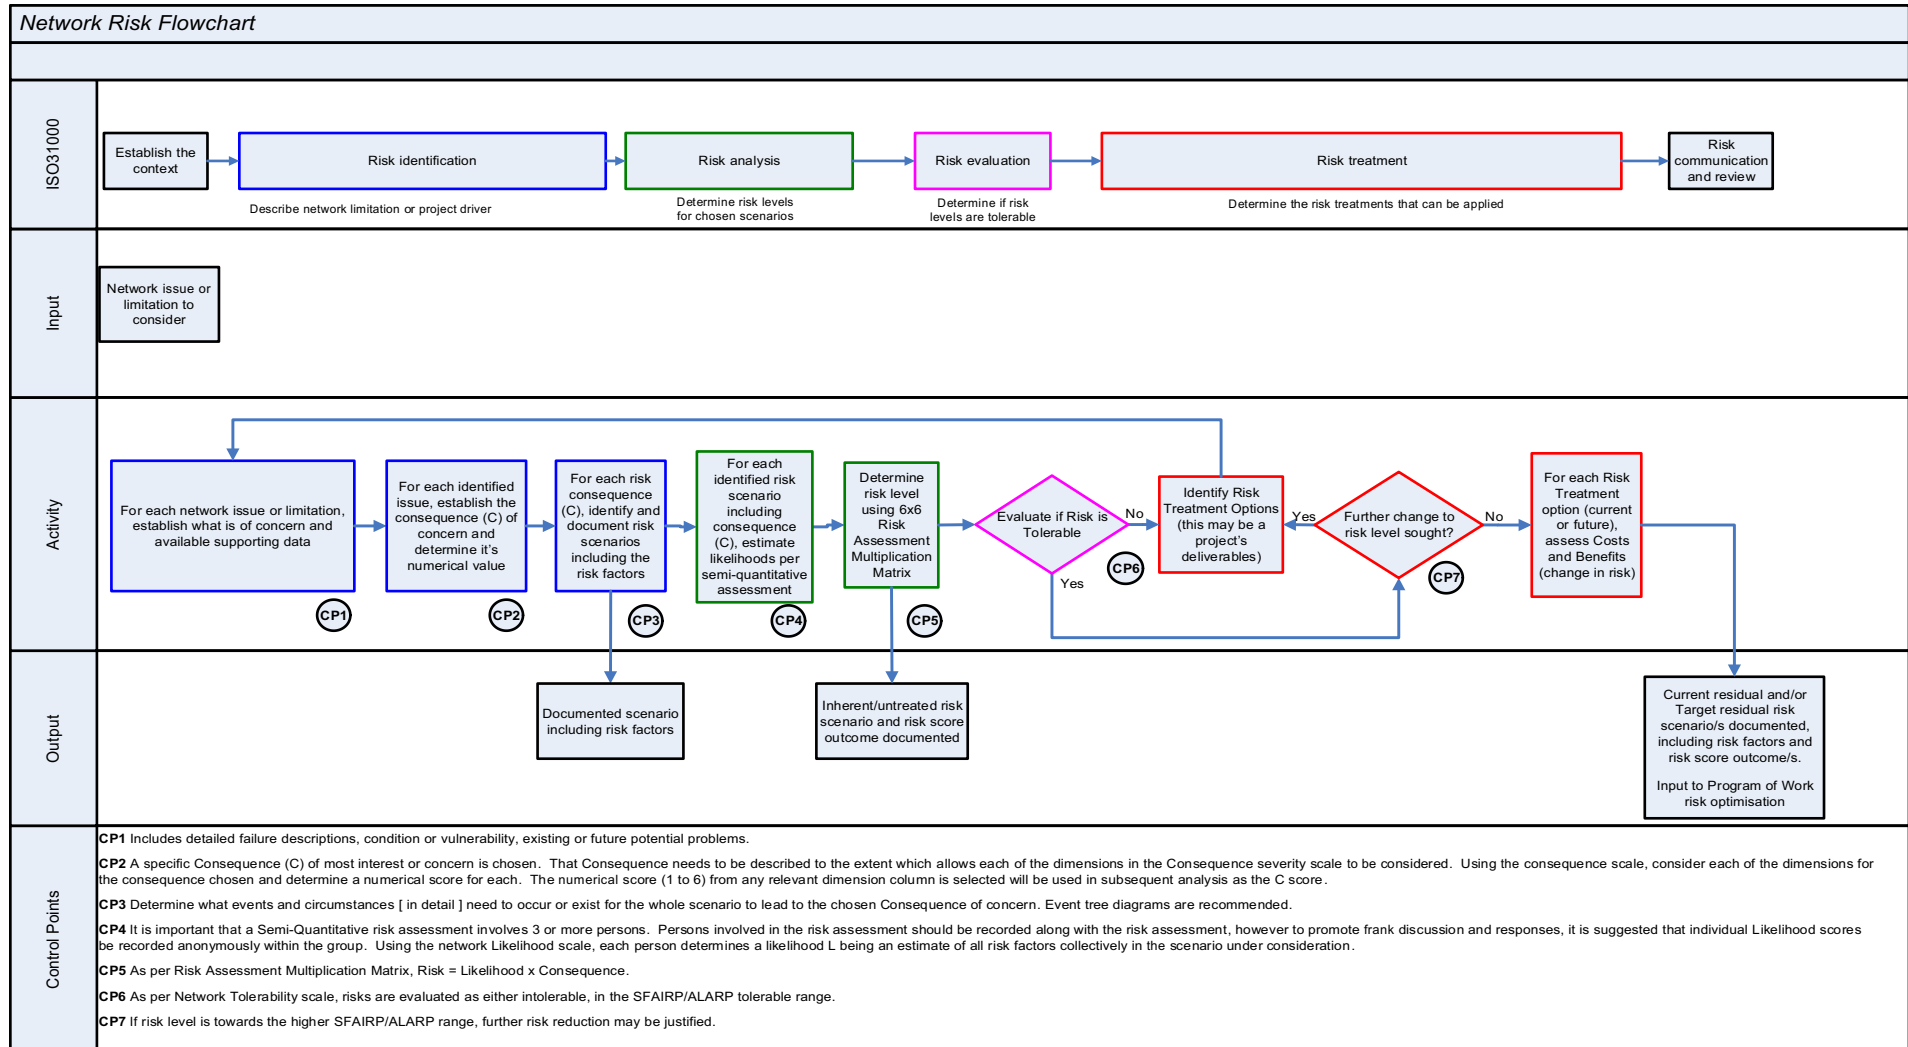 Network Risk Flowchart
ISO31000
Establish the
context
Risk identification
Describe network limitation or project driver
Risk analysis
Determine risk levels
for chosen scenarios
Risk evaluation
Determine if risk
levels are tolerable
Risk treatment
Determine the risk treatments that can be applied
Risk
communication
and review
Input
Network issue or
limitation to
consider
Activity
For each network issue or limitation,
establish what is of concern and
available supporting data
CP1
For each identified
issue, establish the
consequence (C) of
concern and
determine it's
numerical value
CP2
For each risk
consequence
(C), identify and
document risk
scenarios
including the
risk factors
CP3
For each
identified risk
scenario
including
consequence
(C), estimate
likelihoods per
semi-quantitative
assessment
CP4
Determine
risk level
using 6x6
Risk
Assessment
Multiplication
Matrix
CP5
Evaluate if Risk is
Tolerable
No
Yes
CP6
Identify Risk
Treatment Options
(this may be a
project's
deliverables)
Yes
Further change to
risk level sought?
No
CP7
For each Risk
Treatment
option (current
or future),
assess Costs
and Benefits
(change in risk)
Output
Documented scenario
including risk factors
Inherent/untreated risk
scenario and risk score
outcome documented
Current residual and/or
Target residual risk
scenario/s documented,
including risk factors and
risk score outcome/s.
Input to Program of Work
risk optimisation
Control Points
CP1 Includes detailed failure descriptions, condition or vulnerability, existing or future potential problems.
CP2 A specific Consequence (C) of most interest or concern is chosen. That Consequence needs to be described to the extent which allows each of the dimensions in the Consequence severity scale to be considered. Using the consequence scale, consider each of the dimensions for
the consequence chosen and determine a numerical score for each. The numerical score (1 to 6) from any relevant dimension column is selected will be used in subsequent analysis as the C score.
CP3 Determine what events and circumstances [ in detail ] need to occur or exist for the whole scenario to lead to the chosen Consequence of concern. Event tree diagrams are recommended.
CP4 It is important that a Semi-Quantitative risk assessment involves 3 or more persons. Persons involved in the risk assessment should be recorded along with the risk assessment, however to promote frank discussion and responses, it is suggested that individual Likelihood scores
be recorded anonymously within the group. Using the network Likelihood scale, each person determines a likelihood L being an estimate of all risk factors collectively in the scenario under consideration.
CP5 As per Risk Assessment Multiplication Matrix, Risk = Likelihood x Consequence.
CP6 As per Network Tolerability scale, risks are evaluated as either intolerable, in the SFAIRP/ALARP tolerable range.
CP7 If risk level is towards the higher SFAIRP/ALARP range, further risk reduction may be justified.